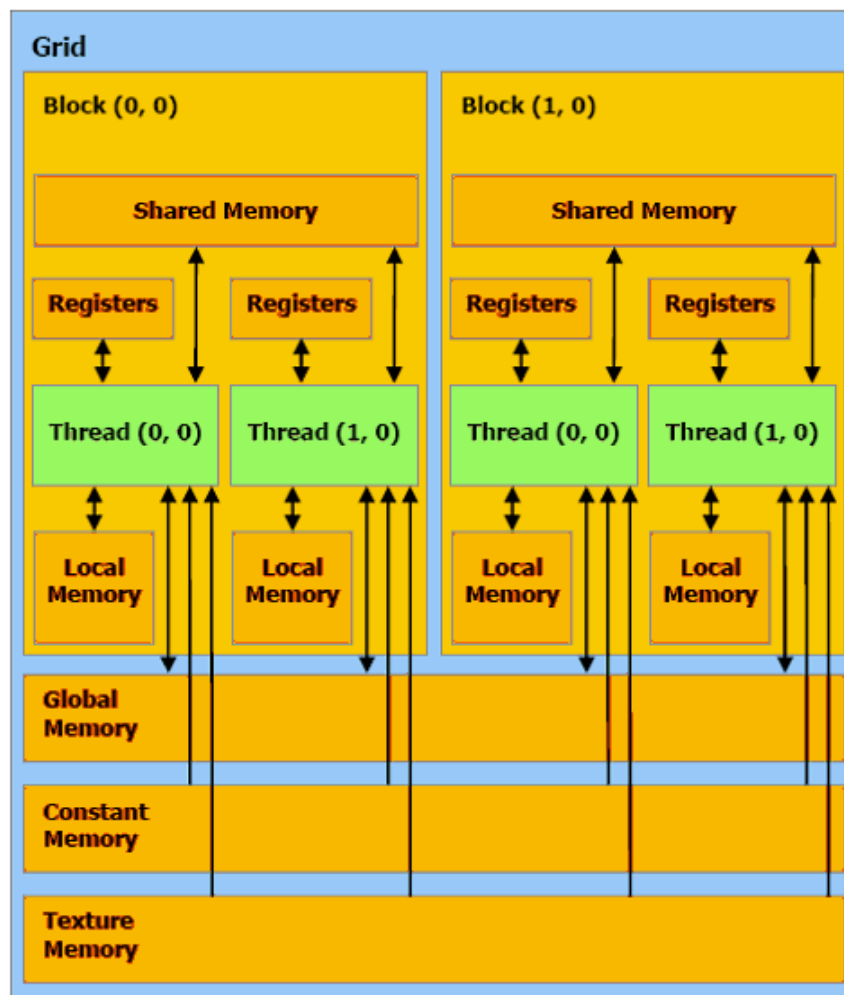 Grid
Block (0, 0)
Block (1, 0)
Shared Memory
Shared Memory
Registers
Registers
Registers
Registers
Thread (0, 0)
Thread (1, 0)
Thread (0, 0)
Thread (1, 0)
Local
Memory
Local
Memory
Local
Memory
Local
Memory
Global
Memory
Constant
Memory
Texture
Memory